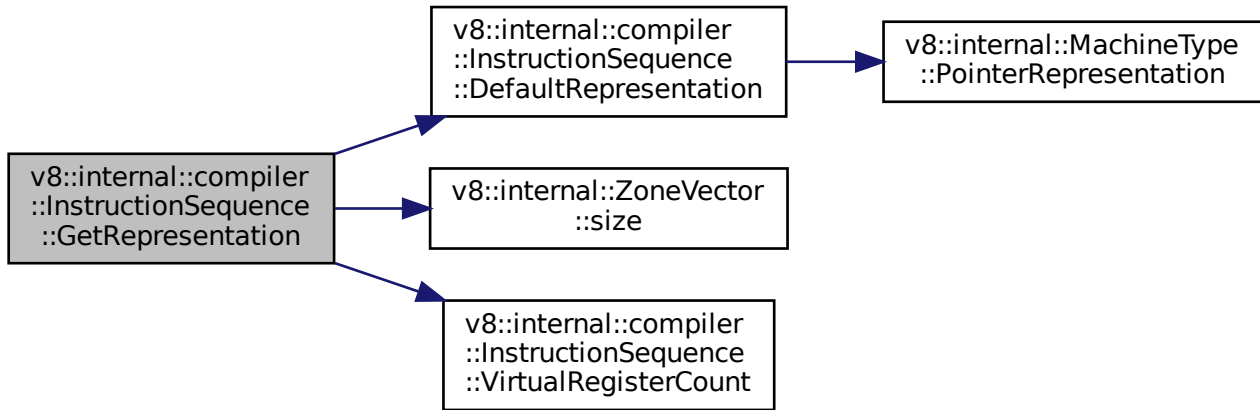 v8::internal::compiler
::InstructionSequence
::GetRepresentation
v8::internal::compiler
::InstructionSequence
::DefaultRepresentation
v8::internal::MachineType
::PointerRepresentation
v8::internal::ZoneVector
::size
v8::internal::compiler
::InstructionSequence
::VirtualRegisterCount